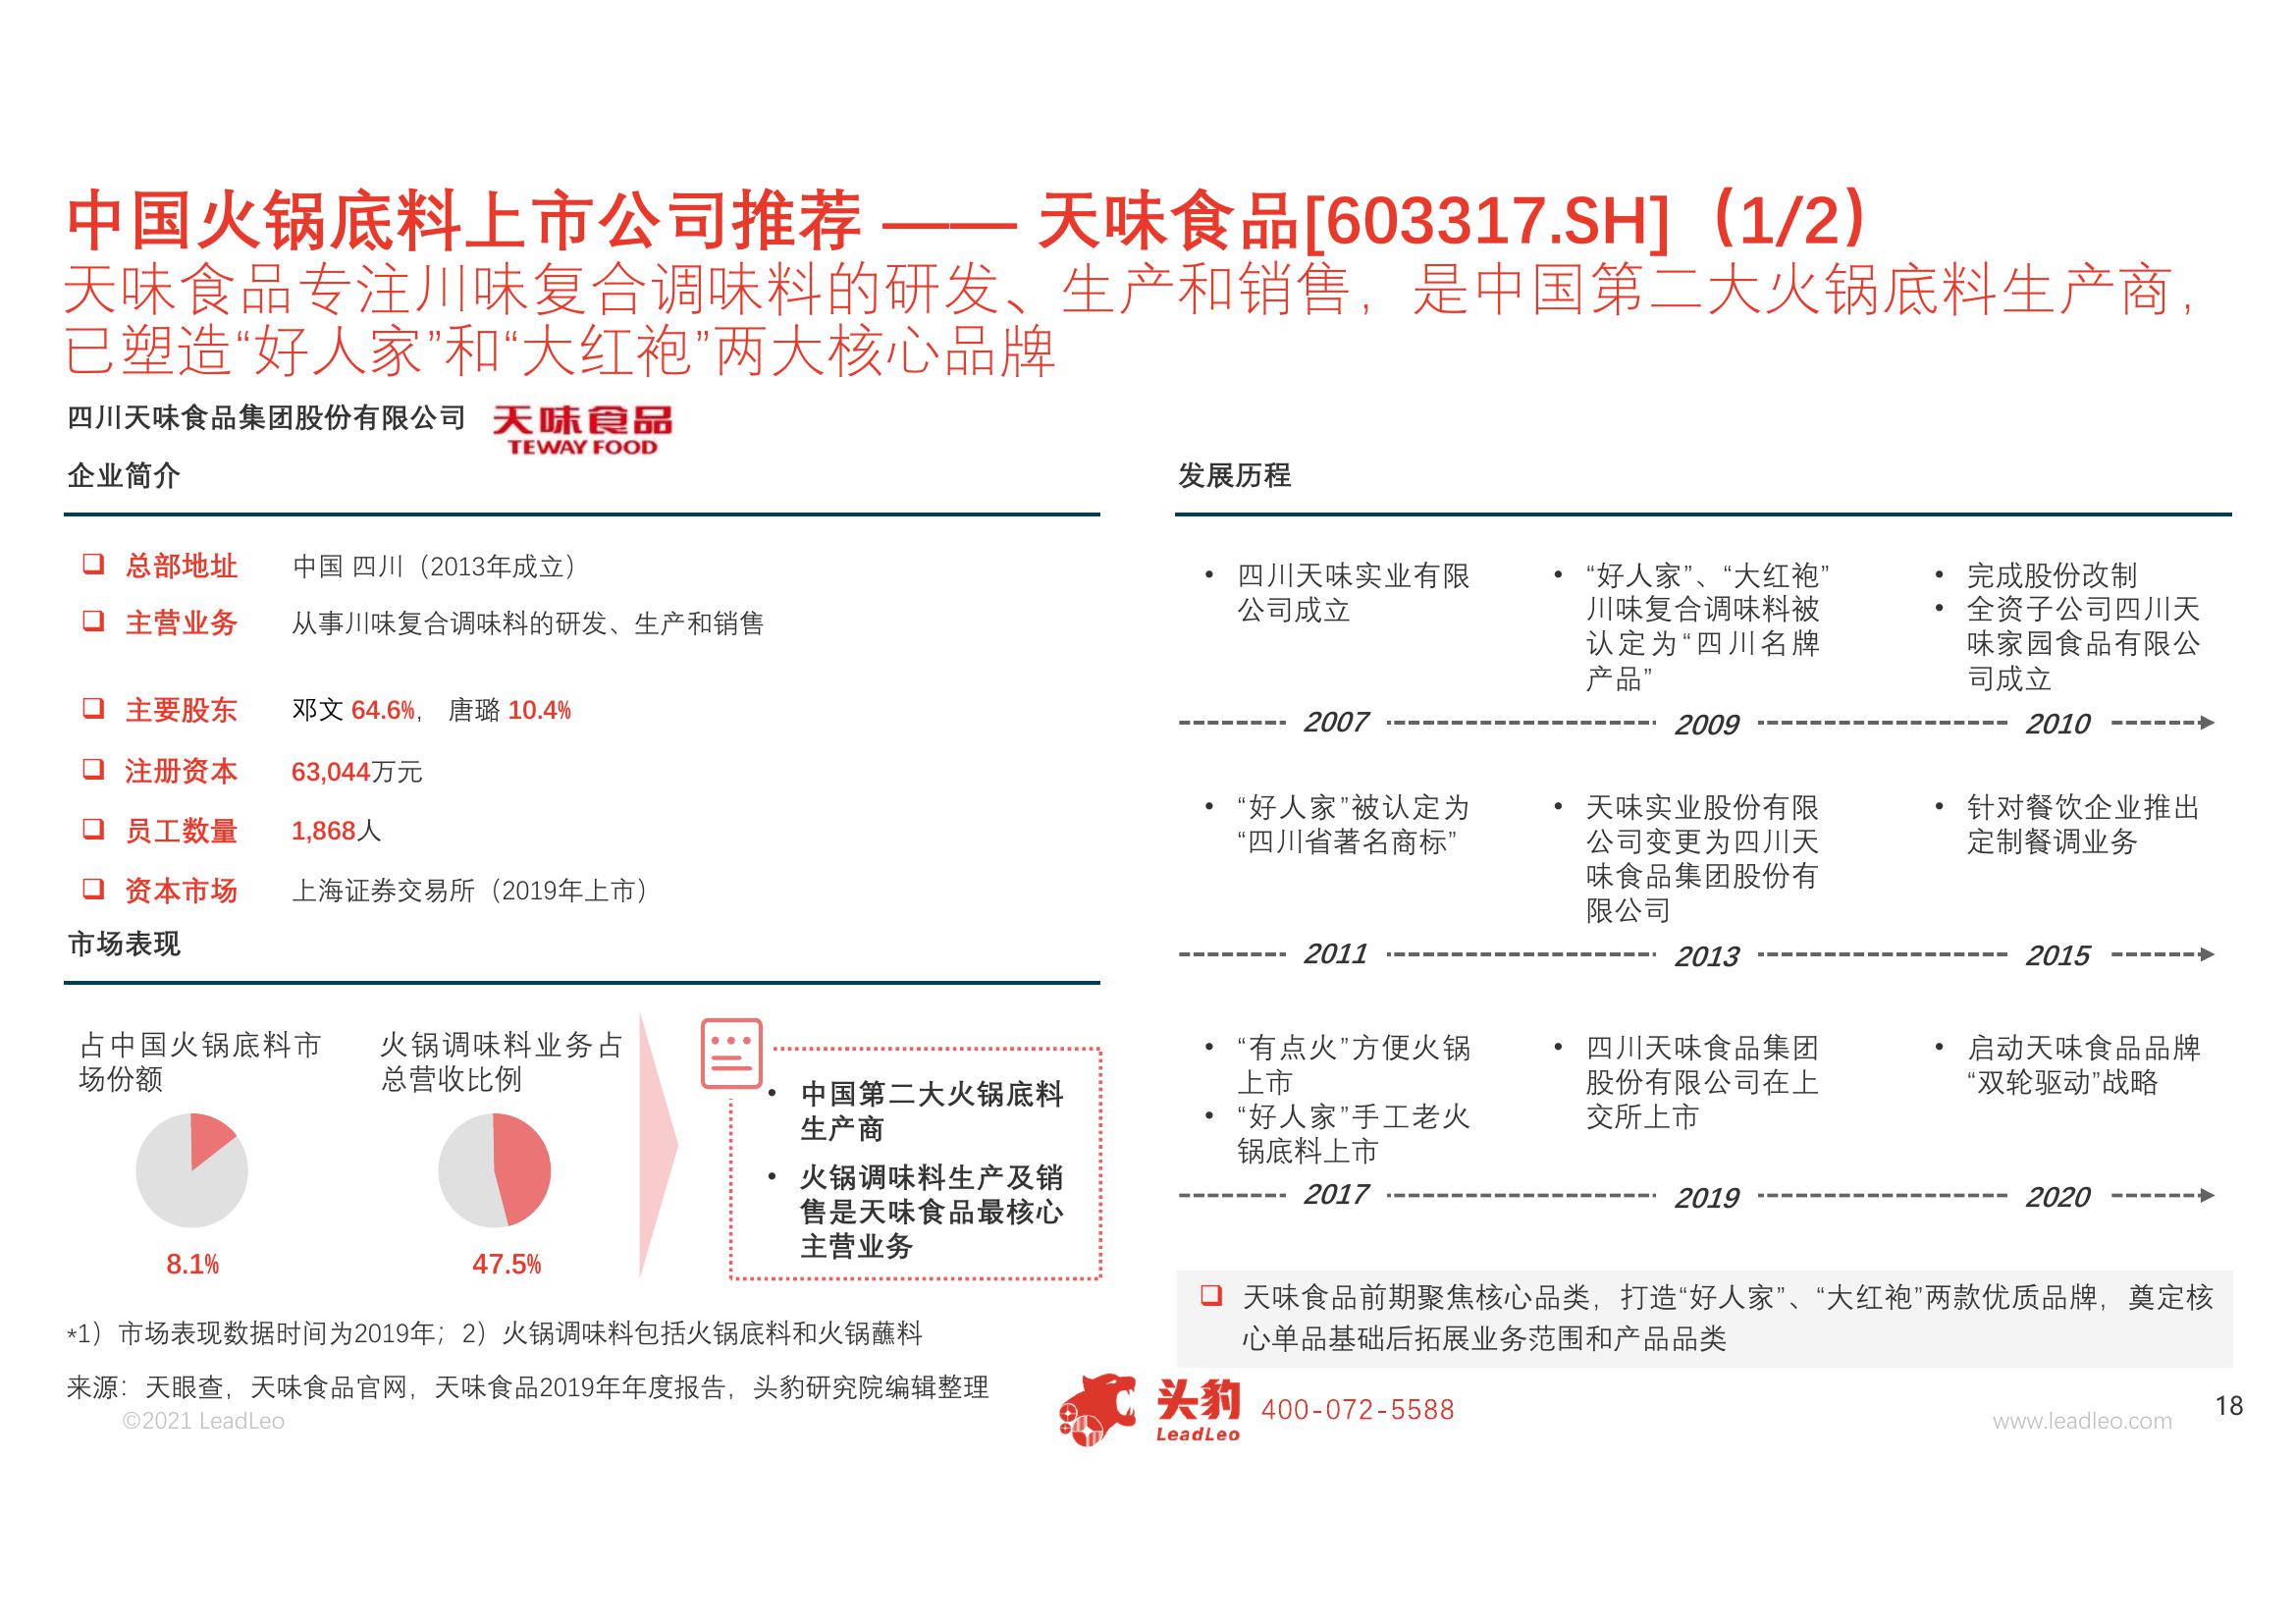 中国火锅底料上市公司推荐 —— 天味食品[603317.SH]（1/2）
天味食品专注川味复合调味料的研发、生产和销售，是中国第二大火锅底料生产商，
已塑造“好人家”和“大红袍”两大核心品牌
四川天味食品集团股份有限公司
天味食品
TEWAY FOOD
企业简介
总部地址 中国 四川（2013年成立）
主营业务 从事川味复合调味料的研发、生产和销售
主要股东 邓文 64.6%， 唐璐 10.4%
注册资本 63,044万元
员工数量 1,868人
资本市场 上海证券交易所（2019年上市）
市场表现
占中国火锅底料市
场份额
8.1%
火锅调味料业务占
总营收比例
47.5%
• 中国第二大火锅底料
生产商
• 火锅调味料生产及销
售是天味食品最核心
主营业务
*1）市场表现数据时间为2019年；2）火锅调味料包括火锅底料和火锅蘸料
来源：天眼查，天味食品官网，天味食品2019年年度报告，头豹研究院编辑整理
发展历程
• 四川天味实业有限
公司成立
2007
• “好人家”、“大红袍”
川味复合调味料被
认定为“四川名牌
产品”
2009
• 完成股份改制
• 全资子公司四川天
味家园食品有限公
司成立
2010
• “好人家”被认定为
“四川省著名商标”
2011
• 天味实业股份有限
公司变更为四川天
味食品集团股份有
限公司
2013
• 针对餐饮企业推出
定制餐调业务
2015
• “有点火”方便火锅
上市
• “好人家”手工老火
锅底料上市
2017
• 四川天味食品集团
股份有限公司在上
交所上市
2019
• 启动天味食品品牌
“双轮驱动”战略
2020
天味食品前期聚焦核心品类，打造“好人家”、“大红袍”两款优质品牌，奠定核
心单品基础后拓展业务范围和产品品类
©2021 LeadLeo
头豹
LeadLeo
400-072-5588
www.leadleo.com
18